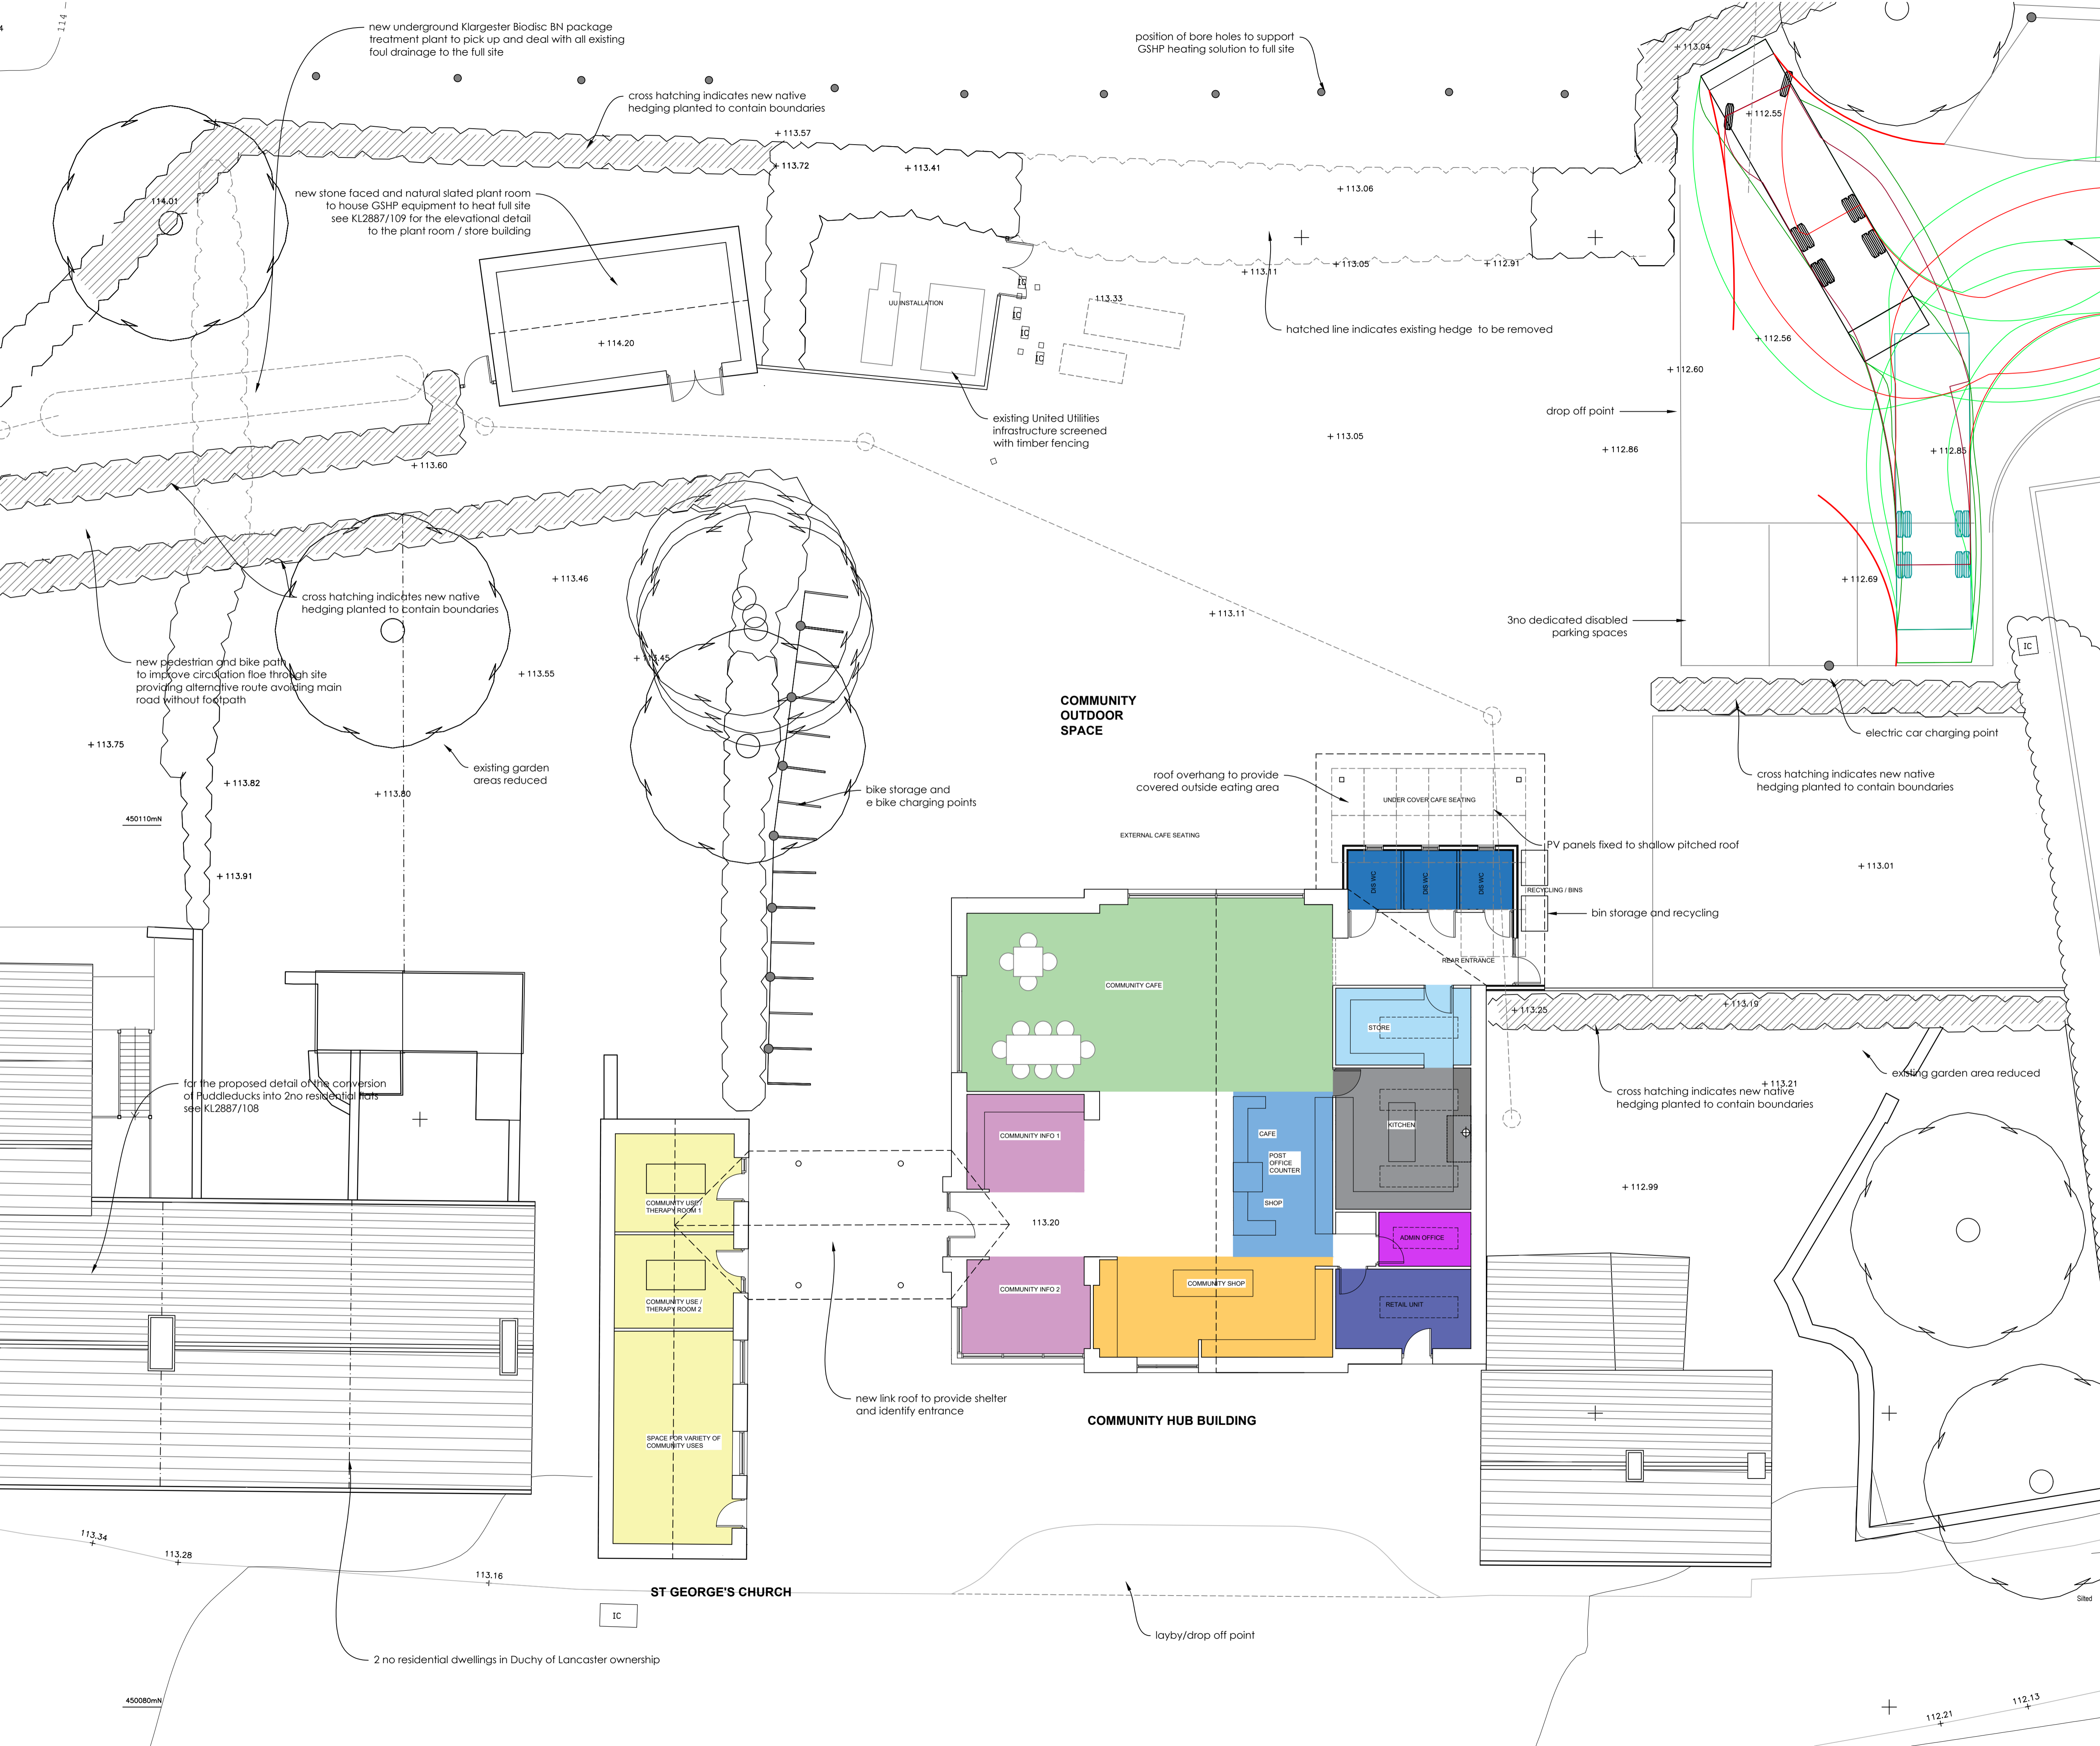 114
new underground Klargester Biodisc BN package
treatment plant to pick up and deal with all existing
foul drainage to the full site
position of bore holes to support
GSHP heating solution to full site
+ 113.04
cross hatching indicates new native
hedging planted to contain boundaries
+ 112.55
+ 113.57
+ 113.72
+ 113.41
+ 113.06
114.01
new stone faced and natural slated plant room
to house GSHP equipment to heat full site
see KL2887/109 for the elevational detail
to the plant room / store building
+ 113.11
+ 113.05
+ 112.91
IC
113.33
UU INSTALLATION
IC
IC
IC
+ 114.20
hatched line indicates existing hedge to be removed
+ 112.56
+ 112.60
drop off point
existing United Utilities
infrastructure screened
with timber fencing
+ 113.05
+ 112.86
+ 112.85
+ 113.60
+ 113.46
+ 112.69
cross hatching indicates new native
hedging planted to contain boundaries
+ 113.11
3no dedicated disabled
parking spaces
IC
new pedestrian and bike path
to improve circulation floe through site
providing alternative route avoiding main
road without footpath
+ 113.45
+ 113.55
COMMUNITY
OUTDOOR
SPACE
electric car charging point
+ 113.75
existing garden
areas reduced
roof overhang to provide
covered outside eating area
cross hatching indicates new native
hedging planted to contain boundaries
+ 113.82
+ 113.80
bike storage and
e bike charging points
UNDER COVER CAFE SEATING
450110mN
EXTERNAL CAFE SEATING
PV panels fixed to shallow pitched roof
+ 113.01
+ 113.91
DIS WC
DIS WC
DIS WC
RECYCLING / BINS
bin storage and recycling
REAR ENTRANCE
COMMUNITY CAFE
+ 113.25
+ 113.19
STORE
existing garden area reduced
+ 113.21
for the proposed detail of the conversion
of Puddleducks into 2no residential flats
see KL2887/108
cross hatching indicates new native
hedging planted to contain boundaries
COMMUNITY INFO 1
CAFE
KITCHEN
POST
OFFICE
COUNTER
+ 112.99
COMMUNITY USE /
THERAPY ROOM 1
SHOP
113.20
ADMIN OFFICE
COMMUNITY USE /
THERAPY ROOM 2
COMMUNITY INFO 2
COMMUNITY SHOP
RETAIL UNIT
new link roof to provide shelter
and identify entrance
COMMUNITY HUB BUILDING
SPACE FOR VARIETY OF
COMMUNITY USES
113.34
113.28
113.16
ST GEORGE'S CHURCH
IC
Silted
layby/drop off point
2 no residential dwellings in Duchy of Lancaster ownership
450080mN
112.21
112.13